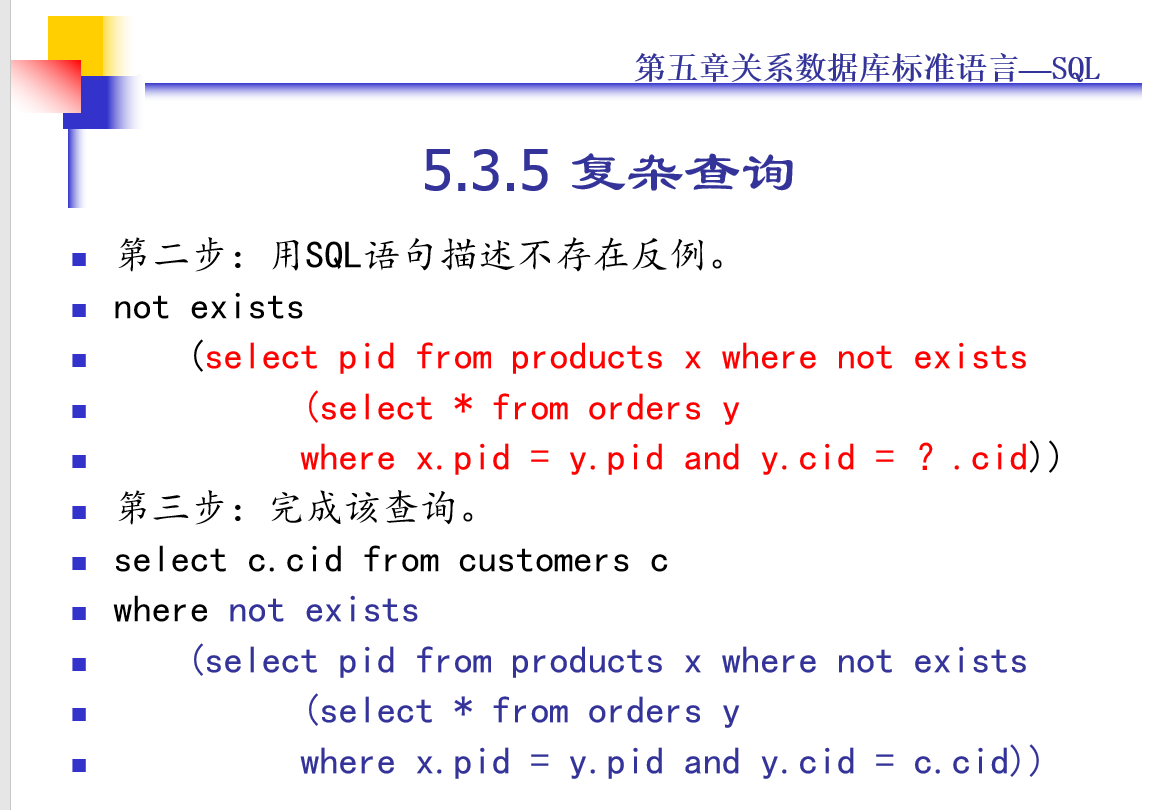 第五章关系数据库标准语言—SQL
5.3.5 复杂查询
第二步：用SQL语句描述不存在反例。
not exists
(select pid from products x where not exists
(select * from orders y
where x.pid = y.pid and y.cid = ？.cid))
第三步：完成该查询。
select c.cid from customers c
where not exists
(select pid from products x where not exists
(select * from orders y
where x.pid = y.pid and y.cid = c.cid))